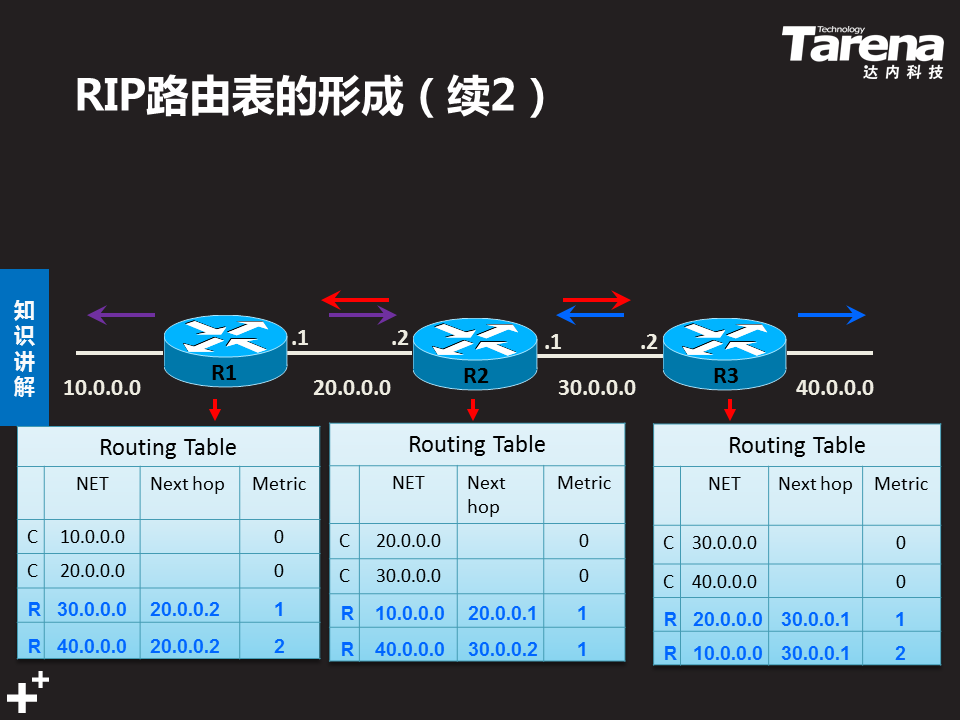 Technology
Tarena
达内科技
RIP路由表的形成（续2）
知
识
讲
解
.1 .2 .1 .2
R1 R2 R3
10.0.0.0 20.0.0.0 30.0.0.0 40.0.0.0
Routing Table
NET Next hop Metric
C 10.0.0.0 0
C 20.0.0.0 0
R 30.0.0.0 20.0.0.2 1
R 40.0.0.0 20.0.0.2 2
Routing Table
NET Next Metric
hop
C 20.0.0.0 0
C 30.0.0.0 0
R 10.0.0.0 20.0.0.1 1
R 40.0.0.0 30.0.0.2 1
Routing Table
NET Next hop Metric
C 30.0.0.0 0
C 40.0.0.0 0
R 20.0.0.0 30.0.0.1 1
R 10.0.0.0 30.0.0.1 2